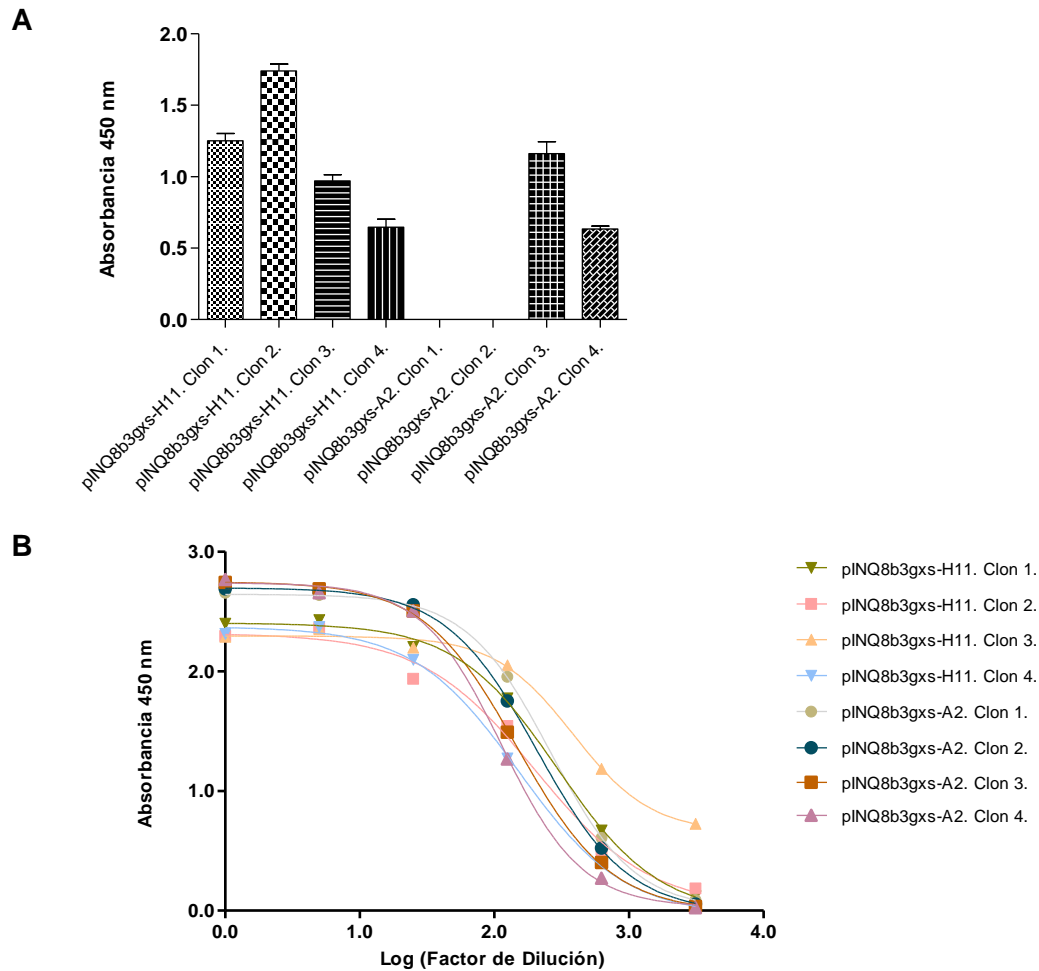 A
Absorbancia 450 nm
2.0
1.5
1.0
0.5
0.0
pINQ8b3gxs-H11. Clon 1.
pINQ8b3gxs-H11. Clon 2.
pINQ8b3gxs-H11. Clon 3.
pINQ8b3gxs-H11. Clon 4.
pINQ8b3gxs-A2. Clon 1.
pINQ8b3gxs-A2. Clon 2.
pINQ8b3gxs-A2. Clon 3.
pINQ8b3gxs-A2. Clon 4.
B
Absorbancia 450 nm
3.0
2.0
1.0
0.0
0.0 1.0 2.0 3.0 4.0
Log (Factor de Dilución)
pINQ8b3gxs-H11. Clon 1.
pINQ8b3gxs-H11. Clon 2.
pINQ8b3gxs-H11. Clon 3.
pINQ8b3gxs-H11. Clon 4.
pINQ8b3gxs-A2. Clon 1.
pINQ8b3gxs-A2. Clon 2.
pINQ8b3gxs-A2. Clon 3.
pINQ8b3gxs-A2. Clon 4.